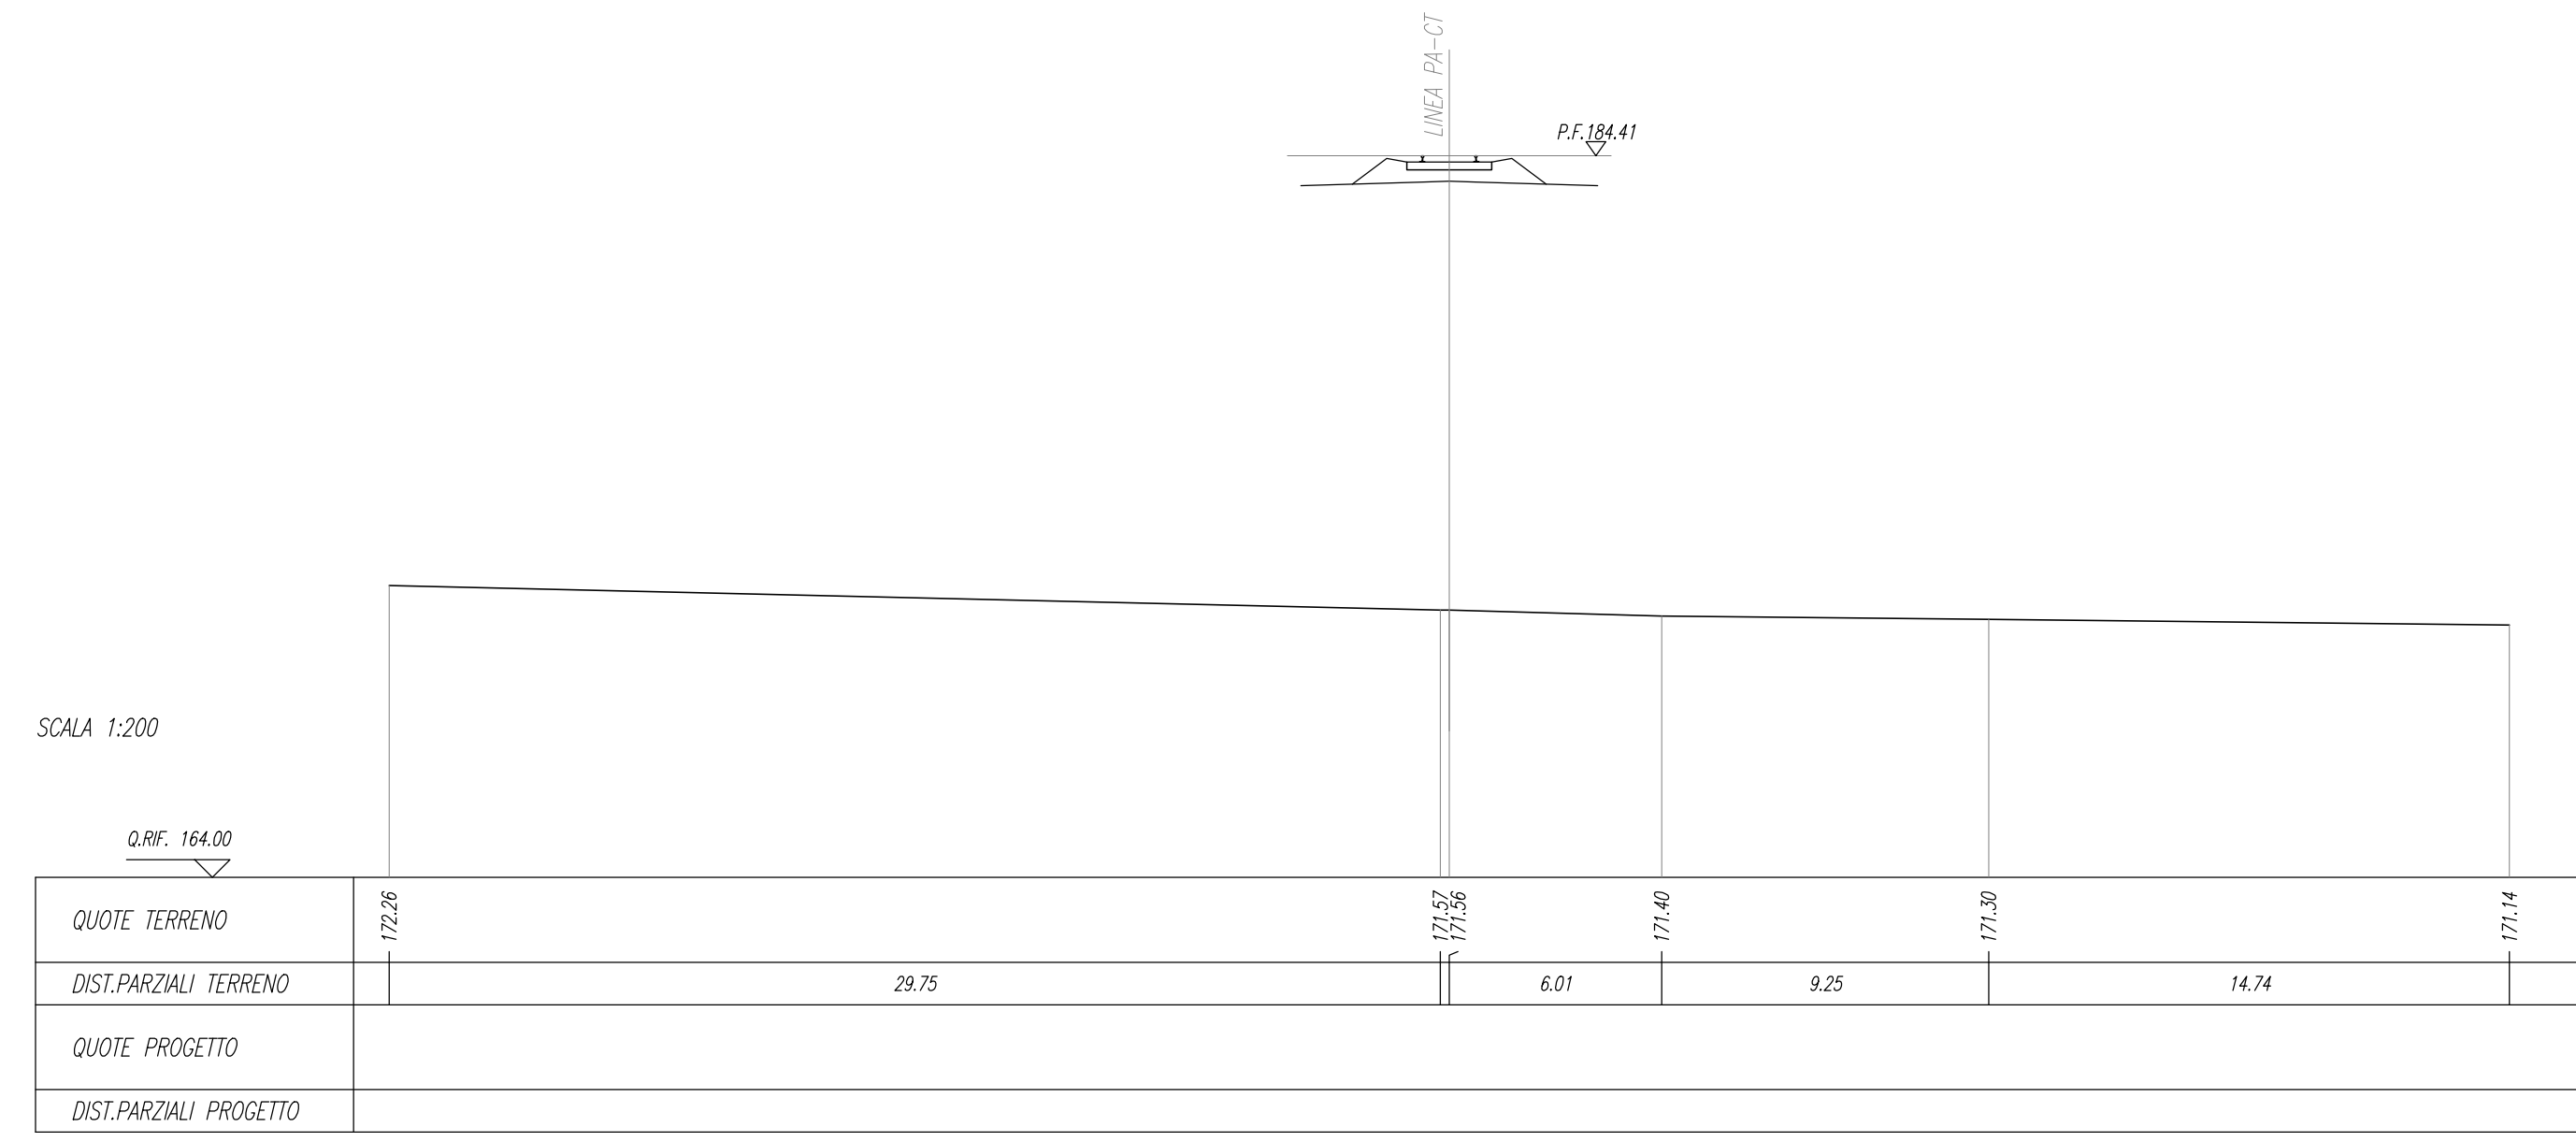 LINEA PA-CT
P.F.184.41
SCALA 1:200
Q.RIF. 164.00
QUOTE TERRENO
172.26
171.57
171.56
171.40
171.30
171.14
DIST.PARZIALI TERRENO
29.75
6.01
9.25
14.74
QUOTE PROGETTO
DIST.PARZIALI PROGETTO